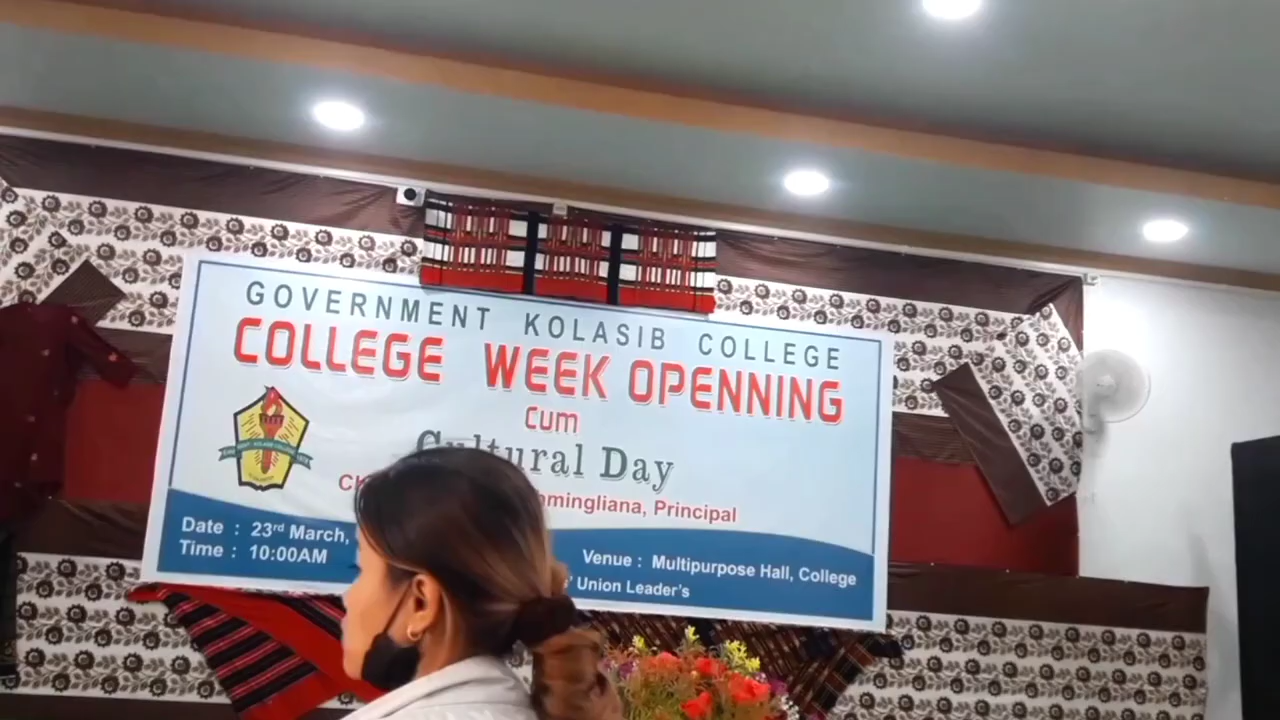 GOVERNMENT KOLASIB COLLEGE
COLLEGE WEEK OPENNING
Cum
Cultural Day
mingliana, Principal
Date : 23rd March,
Time : 10:00AM
Venue : Multipurpose Hall, College
Union Leader's